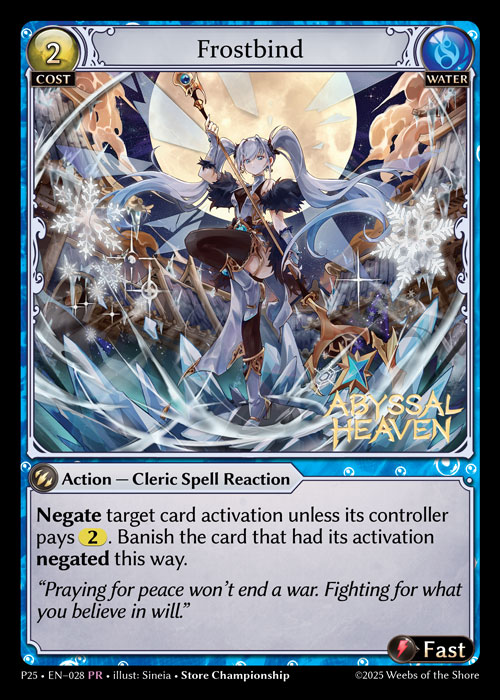 2
COST
Frostbind
WATER
ABYSSAL
HEAVEN
Action — Cleric Spell Reaction
Negate target card activation unless its controller
pays 2. Banish the card that had its activation
negated this way.
“Praying for peace won’t end a war. Fighting for what
you believe in will.”
Fast
P25 • EN–028 PR • illust: Sineia • Store Championship
©2025 Weebs of the Shore